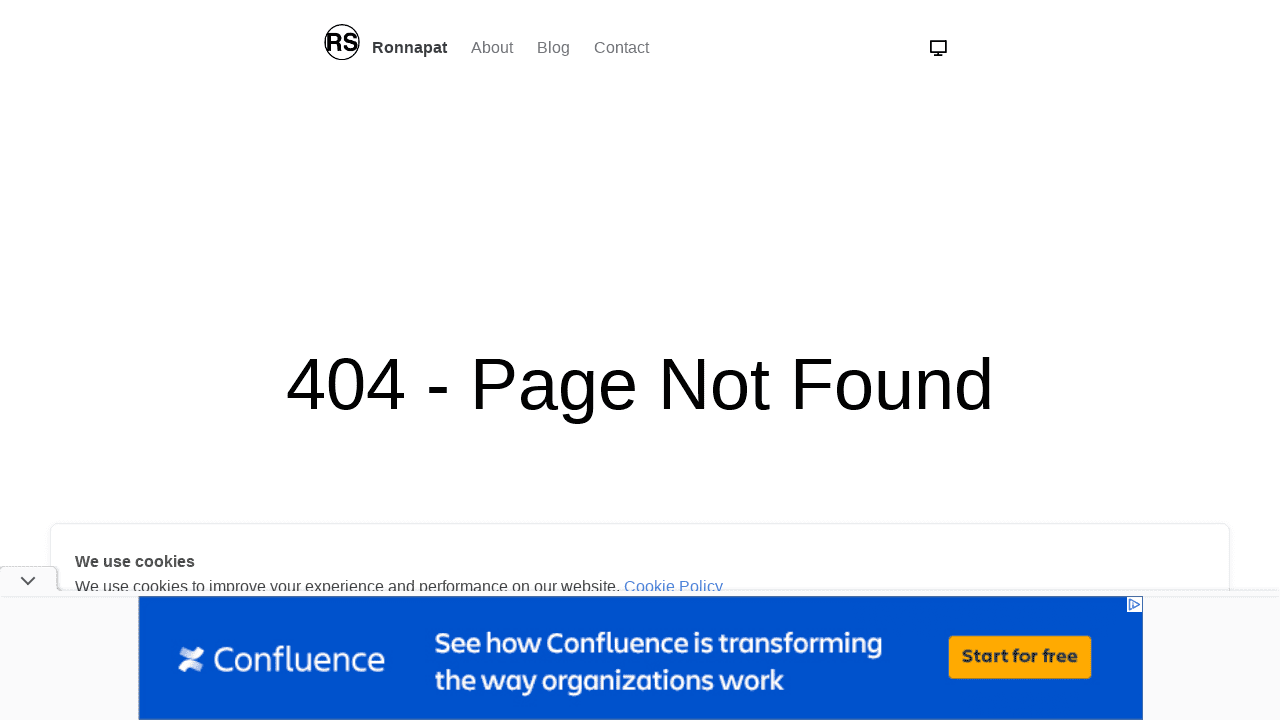 RS Ronnapat About Blog Contact
404 - Page Not Found
We use cookies
We use cookies to improve your experience and performance on our website. Cookie Policy
Confluence
See how Confluence is transforming
the way organizations work
Start for free